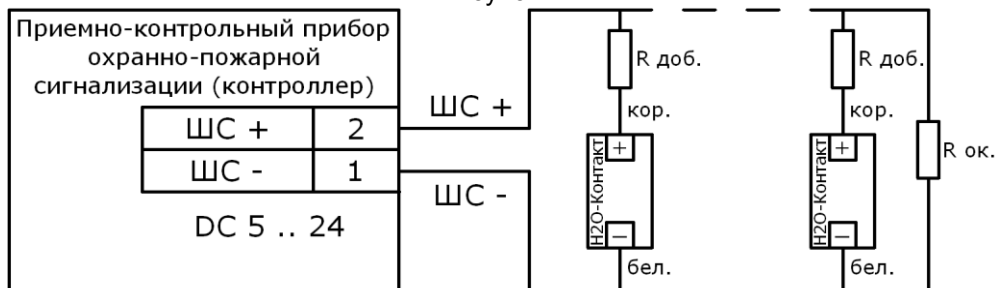 Приемно-контрольный прибор
охранно-пожарной
сигнализации (контроллер)
ШС +
2
ШС -
1
DC 5 .. 24
ШС +
ШС -
R доб.
кор.
+
H2O-Контакт
−
бел.
R доб.
кор.
+
H2O-Контакт
−
бел.
R ок.